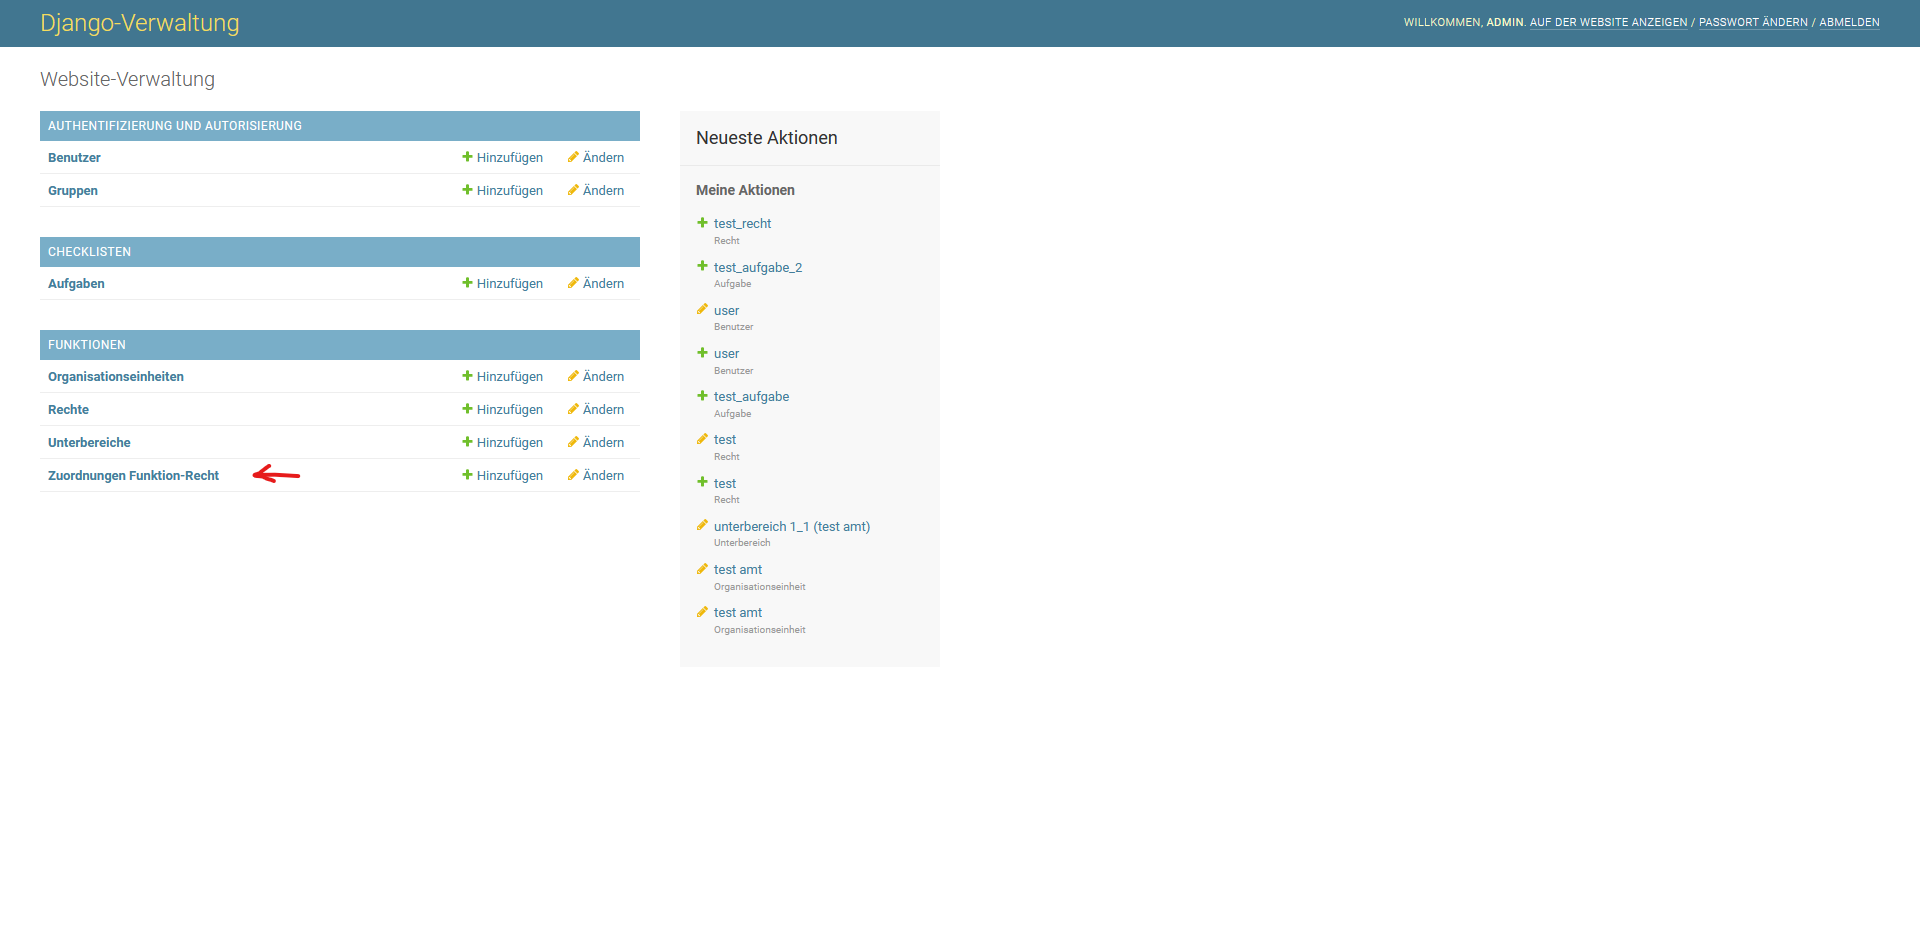 Django-Verwaltung
WILLKOMMEN, ADMIN. AUF DER WEBSITE ANZEIGEN / PASSWORT ÄNDERN / ABMELDEN
Website-Verwaltung
AUTHENTIFIZIERUNG UND AUTORISIERUNG
Benutzer Hinzufügen Ändern
Gruppen Hinzufügen Ändern
CHECKLISTEN
Aufgaben Hinzufügen Ändern
FUNKTIONEN
Organisationseinheiten Hinzufügen Ändern
Rechte Hinzufügen Ändern
Unterbereiche Hinzufügen Ändern
Zuordnungen Funktion-Recht Hinzufügen Ändern
Neueste Aktionen
Meine Aktionen
test_recht
Recht
test_aufgabe_2
Aufgabe
user
Benutzer
user
Benutzer
test_aufgabe
Aufgabe
test
Recht
test
Recht
unterbereich 1_1 (test amt)
Unterbereich
test amt
Organisationseinheit
test amt
Organisationseinheit